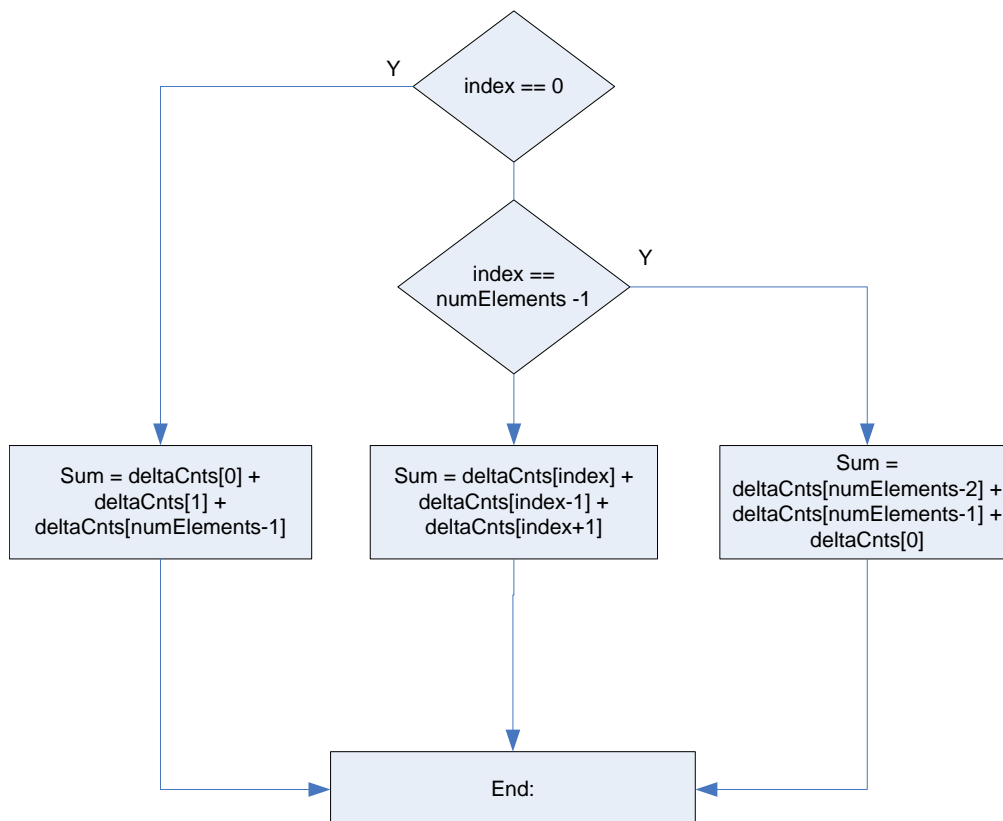 Y
index == 0
Y
index ==
numElements -1
Sum = deltaCnts[0] +
deltaCnts[1] +
deltaCnts[numElements-1]
Sum = deltaCnts[index] +
deltaCnts[index-1] +
deltaCnts[index+1]
Sum =
deltaCnts[numElements-2] +
deltaCnts[numElements-1] +
deltaCnts[0]
End: